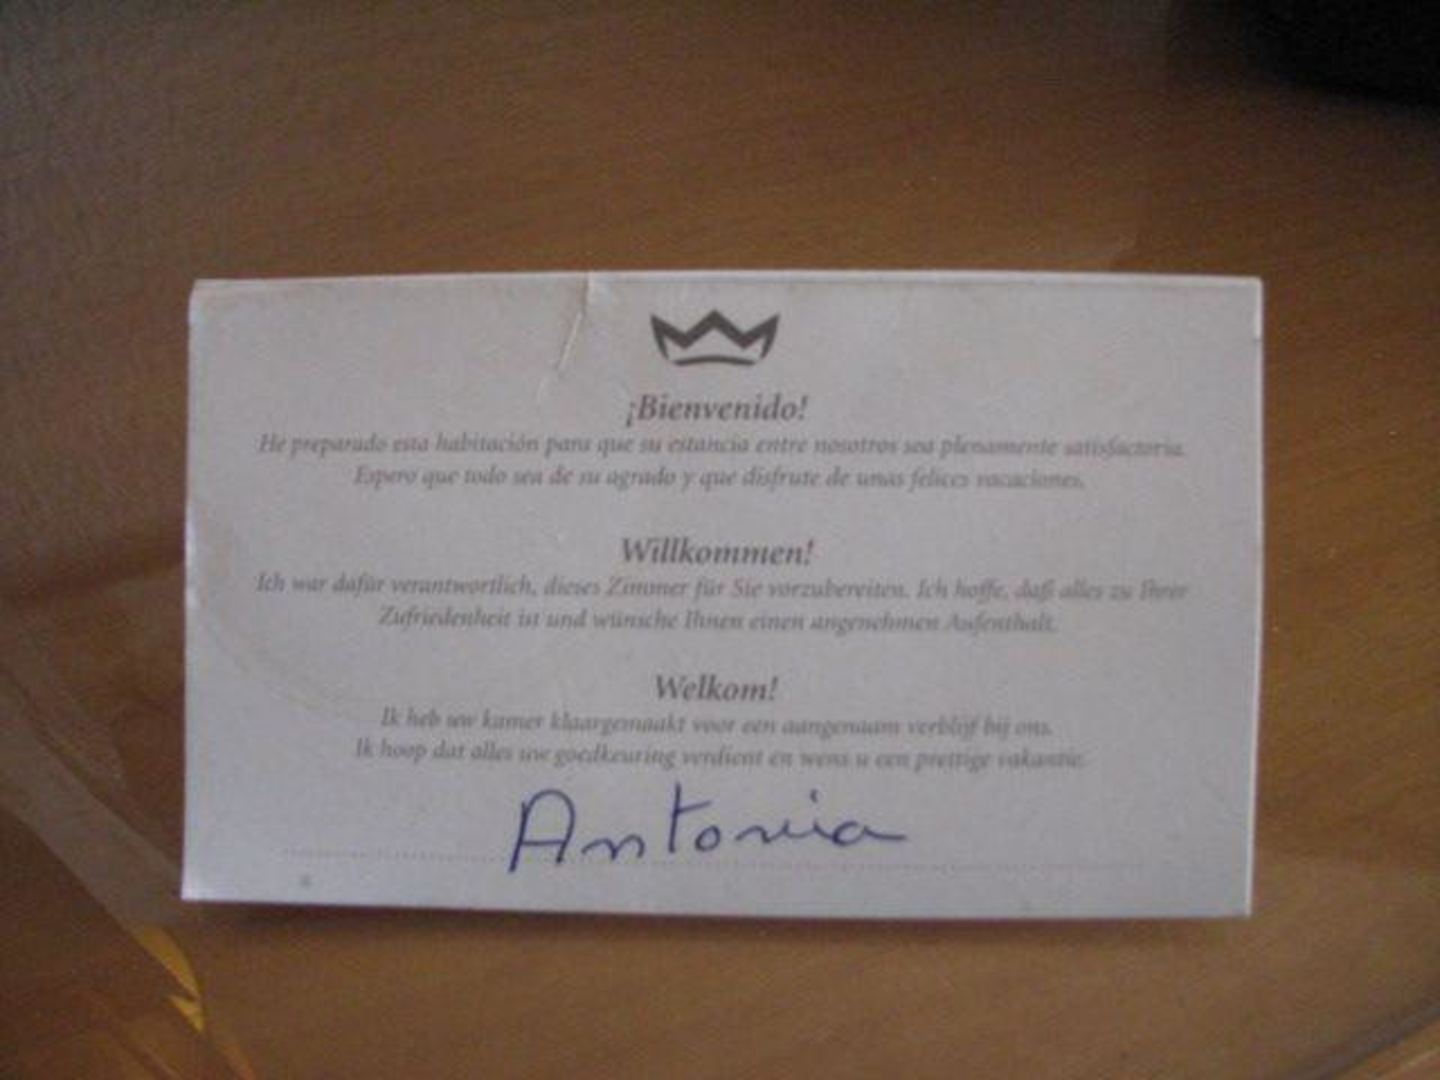 ¡Bienvenido!
He preparado esta habitación para que su estancia entre nosotros sea plenamente satisfactoria.
Espero que todo sea de su agrado y que disfrute de unas felices vacaciones.
Willkommen!
Ich war dafür verantwortlich, dieses Zimmer für Sie vorzubereiten. Ich hoffe, daß alles zu Ihrer
Zufriedenheit ist und wünsche Ihnen einen angenehmen Aufenthalt.
Welkom!
Ik heb uw kamer klaargemaakt voor een aangenaam verblijf bij ons.
Ik hoop dat alles uw goedkeuring verdient en wens u een prettige vakantie.
Antonia